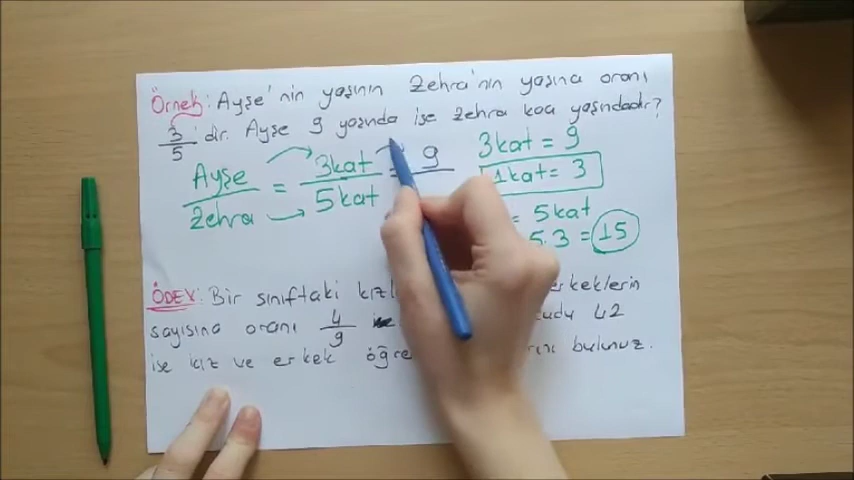 Örnek: Ayşe'nin yaşının Zehra'nın yaşına oranı
3/5 'dir. Ayşe 9 yaşında ise Zehra kaç yaşındadır?
Ayşe/Zehra = 3kat/5kat = 9
3kat = 9
1kat = 3
= 5kat
5.3 = 15
ÖDEV: Bir sınıftaki erkeklerin
sayısına oranı 4/9 42
ise kız ve erkek bulunuz.